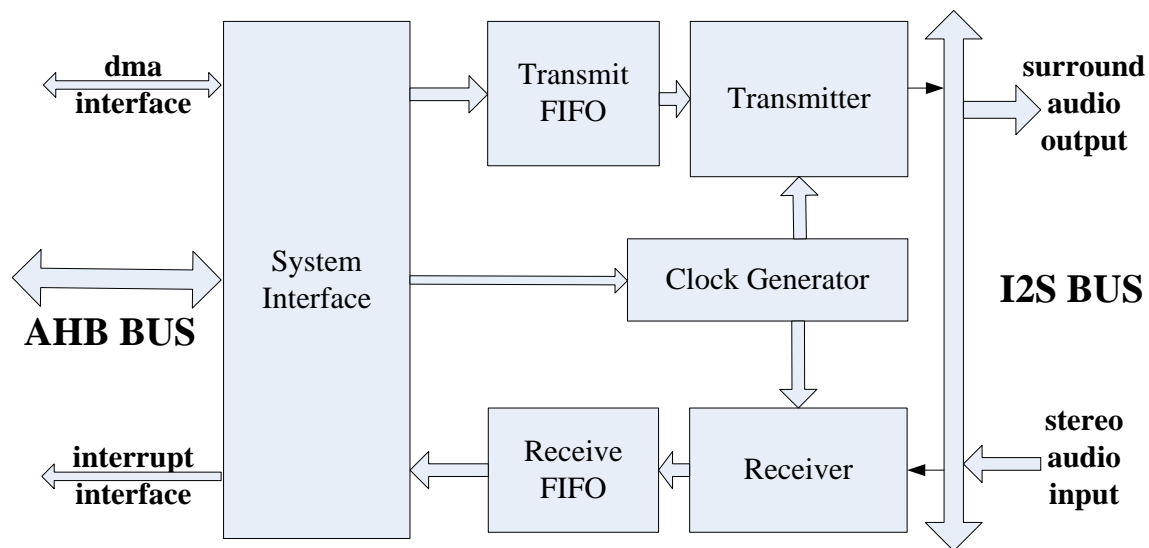 dma
interface
AHB BUS
interrupt
interface
System
Interface
Transmit
FIFO
Transmitter
Clock Generator
Receive
FIFO
Receiver
surround
audio
output
I2S BUS
stereo
audio
input